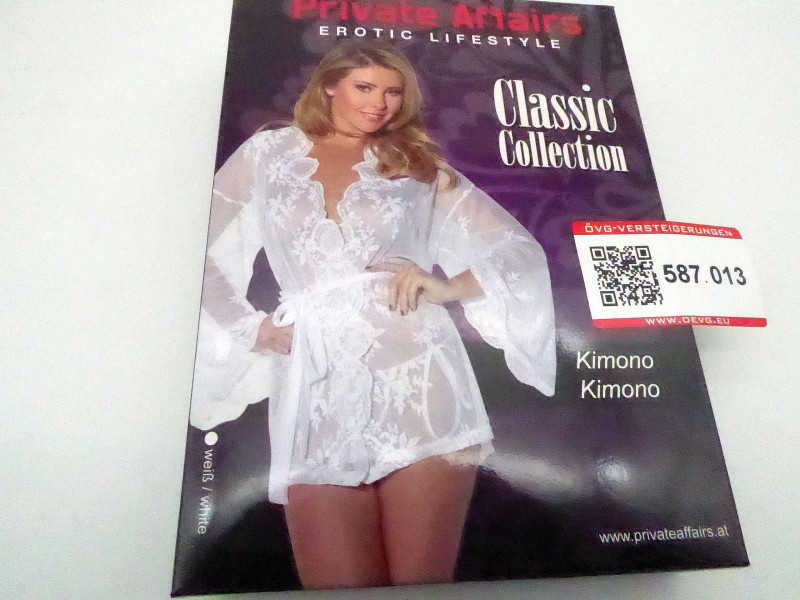 Private Affairs
EROTIC LIFESTYLE
Classic
Collection
ÖVG-VERSTEIGERUNGEN
587.013
WWW.OEVG.EU
Kimono
Kimono
weiß / white
www.privateaffairs.at